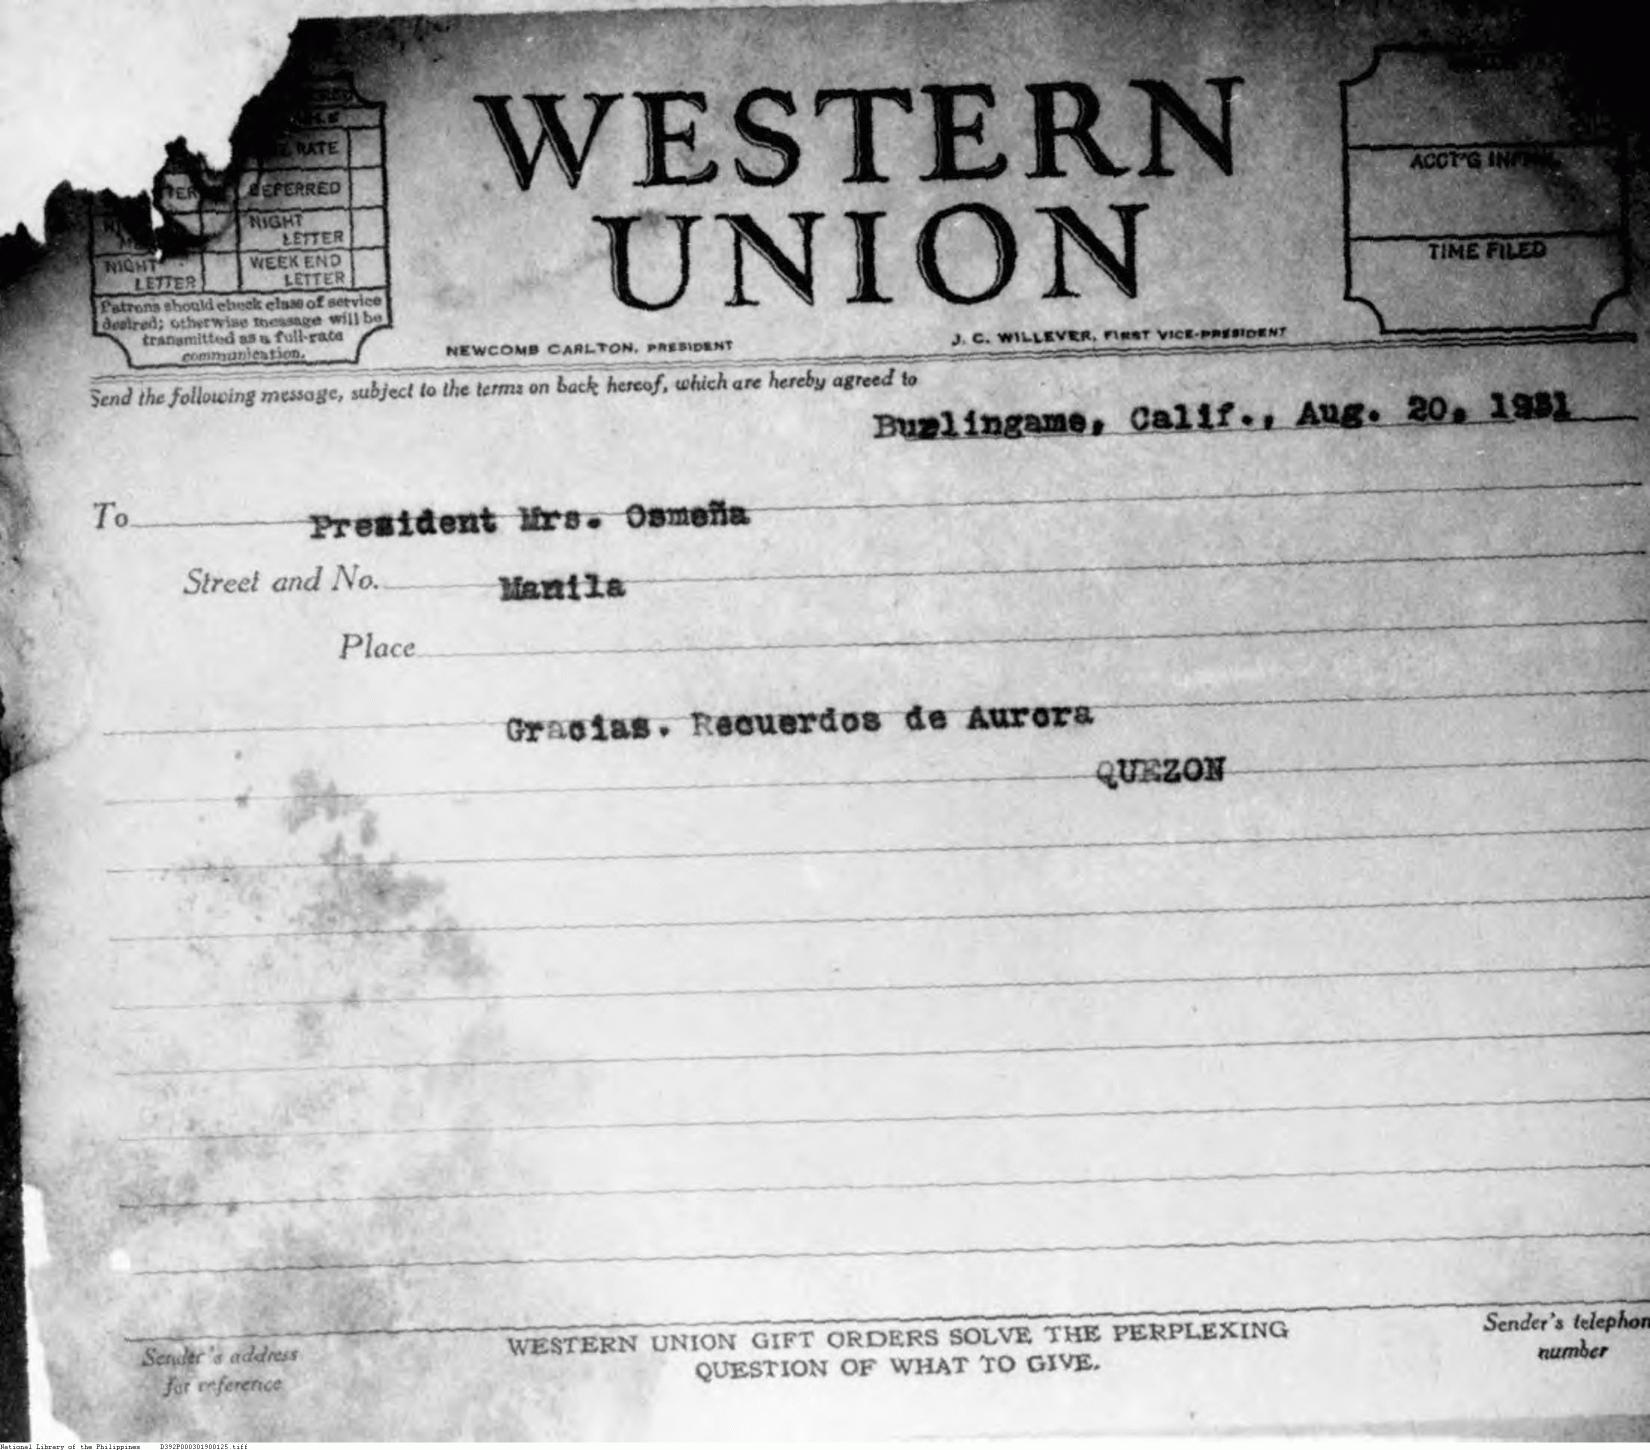 WESTERN
UNION
RATE
DEFERRED
NIGHT
LETTER
NIGHT
LETTER
WEEK END
LETTER
Patrons should check class of service
desired; otherwise message will be
transmitted as a full-rate
communication.
ACCT'G
TIME FILED
NEWCOMB CARLTON, PRESIDENT
J. C. WILLEVER, FIRST VICE-PRESIDENT
Send the following message, subject to the terms on back hereof, which are hereby agreed to
Burlingame, Calif., Aug. 20, 1931
To President Mrs. Osmeña
Street and No. Manila
Place
Gracias. Recuerdos de Aurora
QUEZON
Sender's address
for reference
WESTERN UNION GIFT ORDERS SOLVE THE PERPLEXING
QUESTION OF WHAT TO GIVE.
Sender's telephon
number
National Library of the Philippines D392P000301900125.tiff